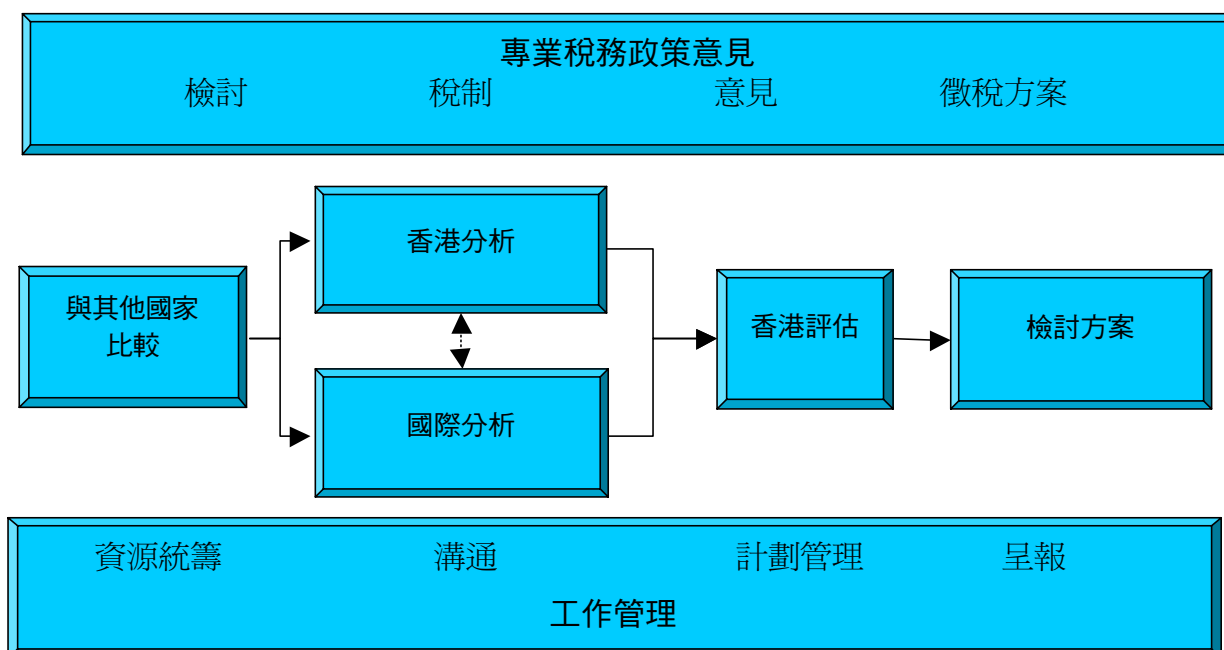 專業稅務政策意見
檢討 稅制 意見 徵稅方案
香港分析
與其他國家
比較
香港評估
檢討方案
國際分析
資源統籌 溝通 計劃管理 呈報
工作管理